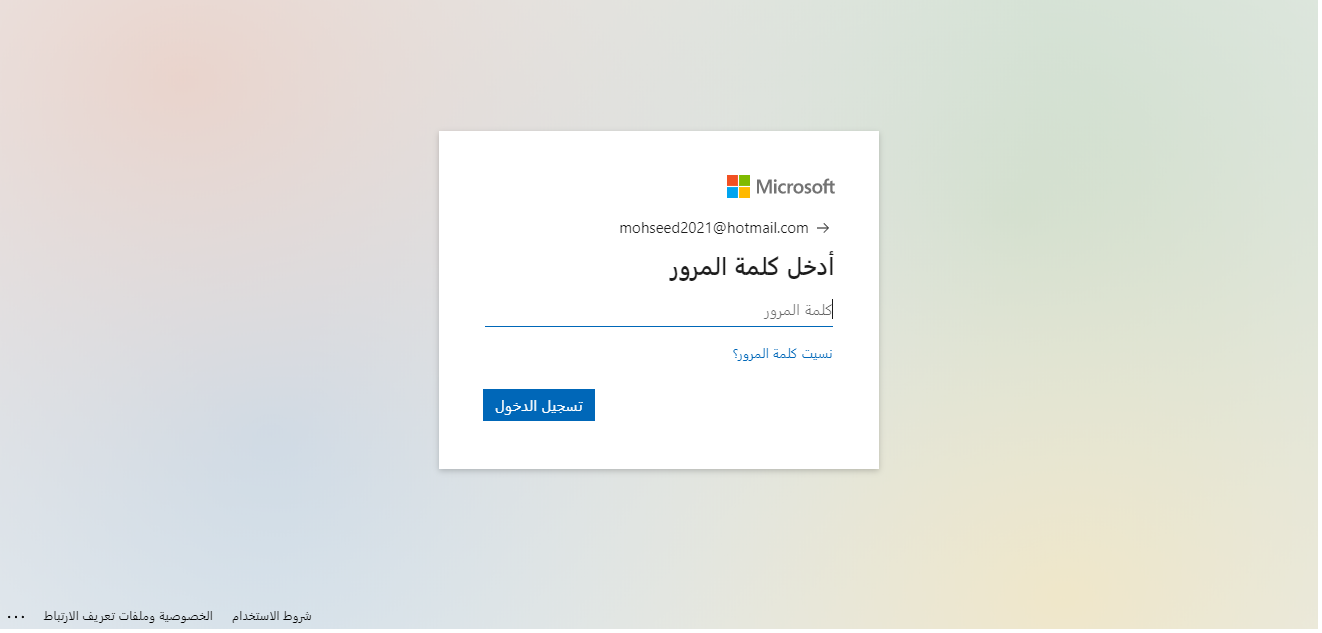 Microsoft
mohseed2021@hotmail.com
أدخل كلمة المرور
كلمة المرور
نسيت كلمة المرور؟
تسجيل الدخول
شروط الاستخدام
الخصوصية وملفات تعريف الارتباط
...